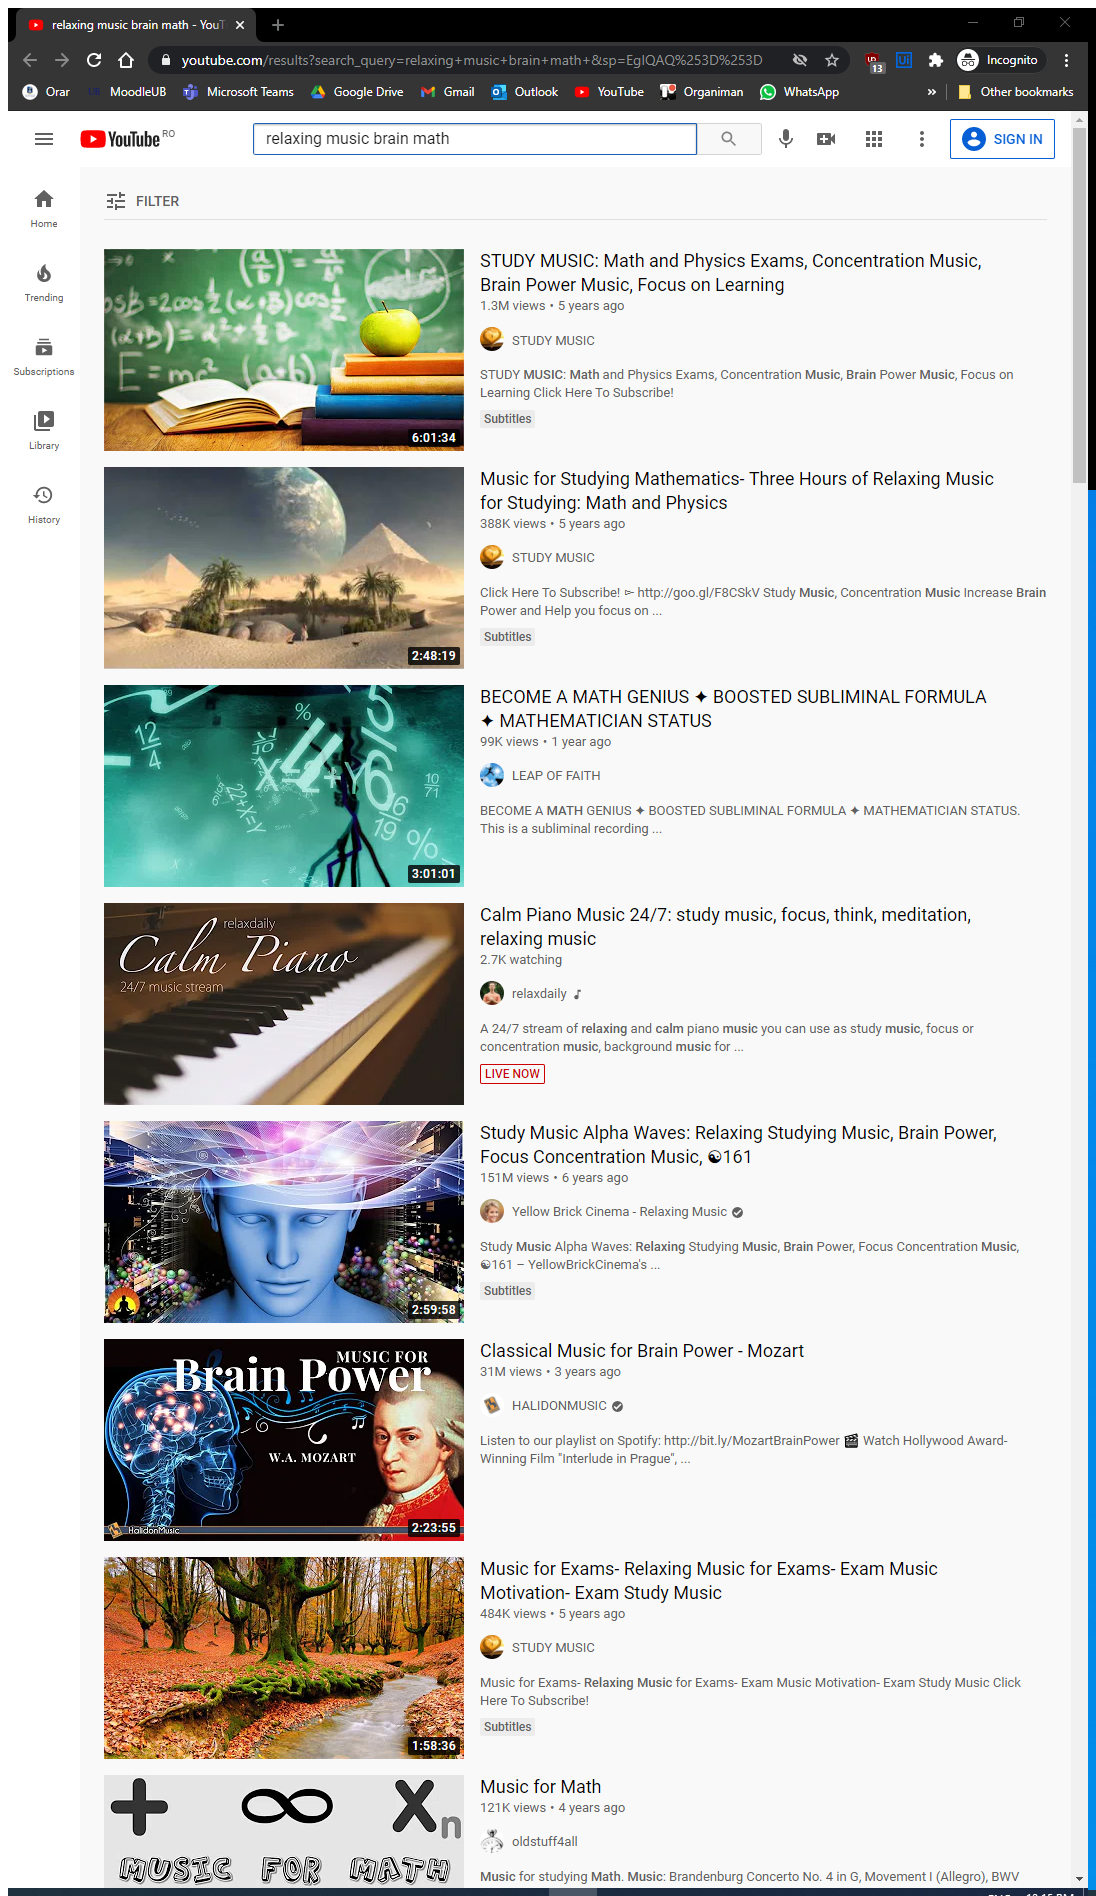 relaxing music brain math - YouT
youtube.com/results?search_query=relaxing+music+brain+math+&sp=EgIQAQ%253D%253D
13
Incognito
Orar
MoodleUB
Microsoft Teams
Google Drive
Gmail
Outlook
YouTube
Organiman
WhatsApp
»
Other bookmarks
YouTube RO
relaxing music brain math
SIGN IN
Home
Trending
Subscriptions
Library
History
FILTER
6:01:34
STUDY MUSIC: Math and Physics Exams, Concentration Music,
Brain Power Music, Focus on Learning
1.3M views • 5 years ago
STUDY MUSIC
STUDY MUSIC: Math and Physics Exams, Concentration Music, Brain Power Music, Focus on
Learning Click Here To Subscribe!
Subtitles
2:48:19
Music for Studying Mathematics- Three Hours of Relaxing Music
for Studying: Math and Physics
388K views • 5 years ago
STUDY MUSIC
Click Here To Subscribe! ▻ http://goo.gl/F8CSkV Study Music, Concentration Music Increase Brain
Power and Help you focus on ...
Subtitles
3:01:01
BECOME A MATH GENIUS ✦ BOOSTED SUBLIMINAL FORMULA
✦ MATHEMATICIAN STATUS
99K views • 1 year ago
LEAP OF FAITH
BECOME A MATH GENIUS ✦ BOOSTED SUBLIMINAL FORMULA ✦ MATHEMATICIAN STATUS.
This is a subliminal recording ...
relaxdaily
Calm Piano
24/7 music stream
Calm Piano Music 24/7: study music, focus, think, meditation,
relaxing music
2.7K watching
relaxdaily
A 24/7 stream of relaxing and calm piano music you can use as study music, focus or
concentration music, background music for ...
LIVE NOW
2:59:58
Study Music Alpha Waves: Relaxing Studying Music, Brain Power,
Focus Concentration Music, ☯161
151M views • 6 years ago
Yellow Brick Cinema - Relaxing Music
Study Music Alpha Waves: Relaxing Studying Music, Brain Power, Focus Concentration Music,
☯161 – YellowBrickCinema's ...
Subtitles
MUSIC FOR
Brain Power
W.A. MOZART
HalidonMusic
2:23:55
Classical Music for Brain Power - Mozart
31M views • 3 years ago
HALIDONMUSIC
Listen to our playlist on Spotify: http://bit.ly/MozartBrainPower 🎬 Watch Hollywood Award-
Winning Film "Interlude in Prague", ...
1:58:36
Music for Exams- Relaxing Music for Exams- Exam Music
Motivation- Exam Study Music
484K views • 5 years ago
STUDY MUSIC
Music for Exams- Relaxing Music for Exams- Exam Music Motivation- Exam Study Music Click
Here To Subscribe!
Subtitles
+ ∞ Xn
MUSIC FOR MATH
Music for Math
121K views • 4 years ago
oldstuff4all
Music for studying Math. Music: Brandenburg Concerto No. 4 in G, Movement I (Allegro), BWV